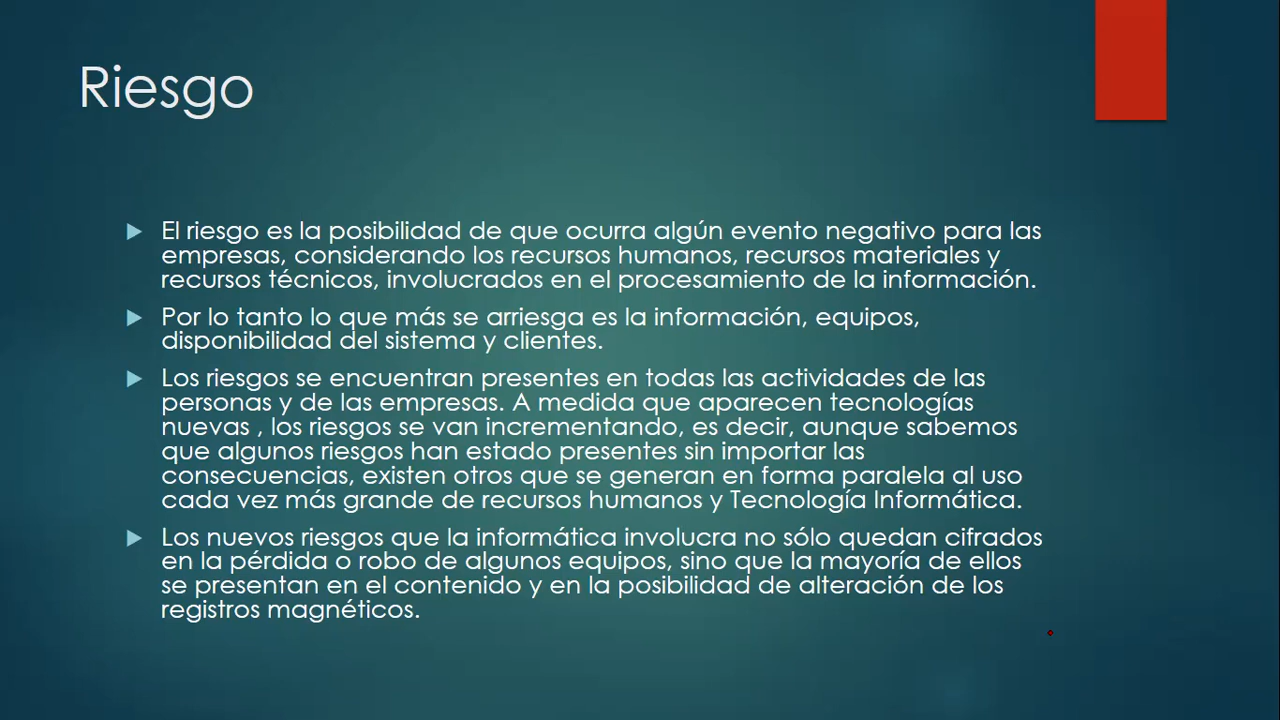 Riesgo
El riesgo es la posibilidad de que ocurra algún evento negativo para las
empresas, considerando los recursos humanos, recursos materiales y
recursos técnicos, involucrados en el procesamiento de la información.
Por lo tanto lo que más se arriesga es la información, equipos,
disponibilidad del sistema y clientes.
Los riesgos se encuentran presentes en todas las actividades de las
personas y de las empresas. A medida que aparecen tecnologías
nuevas , los riesgos se van incrementando, es decir, aunque sabemos
que algunos riesgos han estado presentes sin importar las
consecuencias, existen otros que se generan en forma paralela al uso
cada vez más grande de recursos humanos y Tecnología Informática.
Los nuevos riesgos que la informática involucra no sólo quedan cifrados
en la pérdida o robo de algunos equipos, sino que la mayoría de ellos
se presentan en el contenido y en la posibilidad de alteración de los
registros magnéticos.